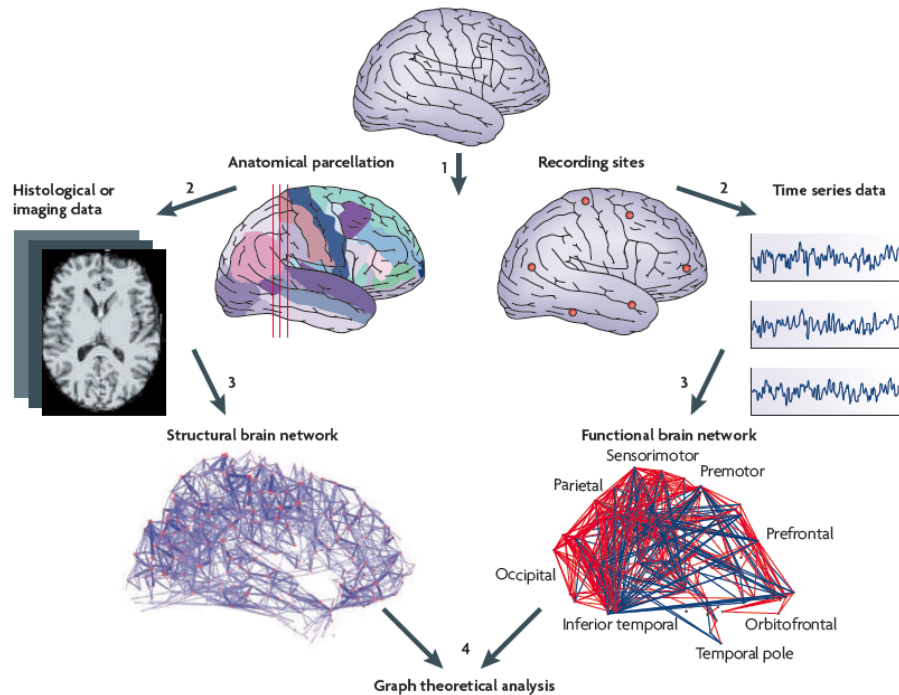 Anatomical parcellation
1
Recording sites
Histological or
imaging data
2
2
Time series data
3
3
Structural brain network
Functional brain network
Sensorimotor
Premotor
Parietal
Prefrontal
Occipital
Inferior temporal
Orbitofrontal
Temporal pole
4
Graph theoretical analysis